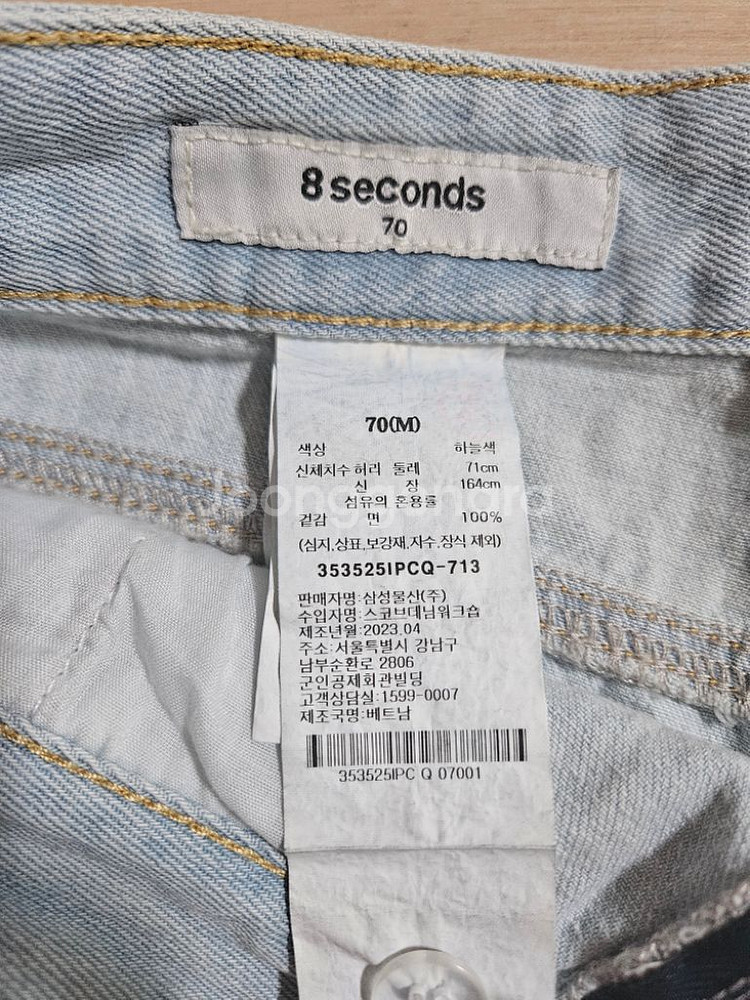 8 seconds
70
70(M)
색상 하늘색
신체치수 허리 둘레 71cm
신 장 164cm
섬유의 혼용률
겉감 면 100%
(심지,상표,보강재,자수,장식 제외)
353525IPCQ-713
판매자명:삼성물산(주)
수입자명:스코브데님워크숍
제조년월:2023.04
주소:서울특별시 강남구
남부순환로 2806
군인공제회관빌딩
고객상담실:1599-0007
제조국명:베트남
353525IPC Q 07001
joonggonara